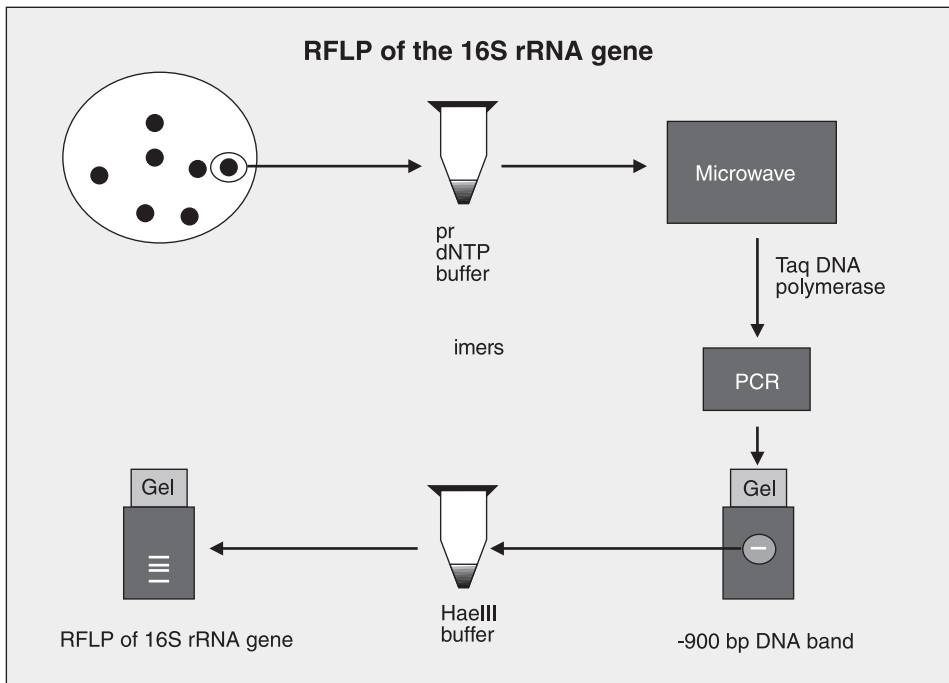 RFLP of the 16S rRNA gene
Microwave
pr
dNTP
buffer
imers
Taq DNA
polymerase
PCR
Gel
-900 bp DNA band
HaeIII
buffer
Gel
RFLP of 16S rRNA gene